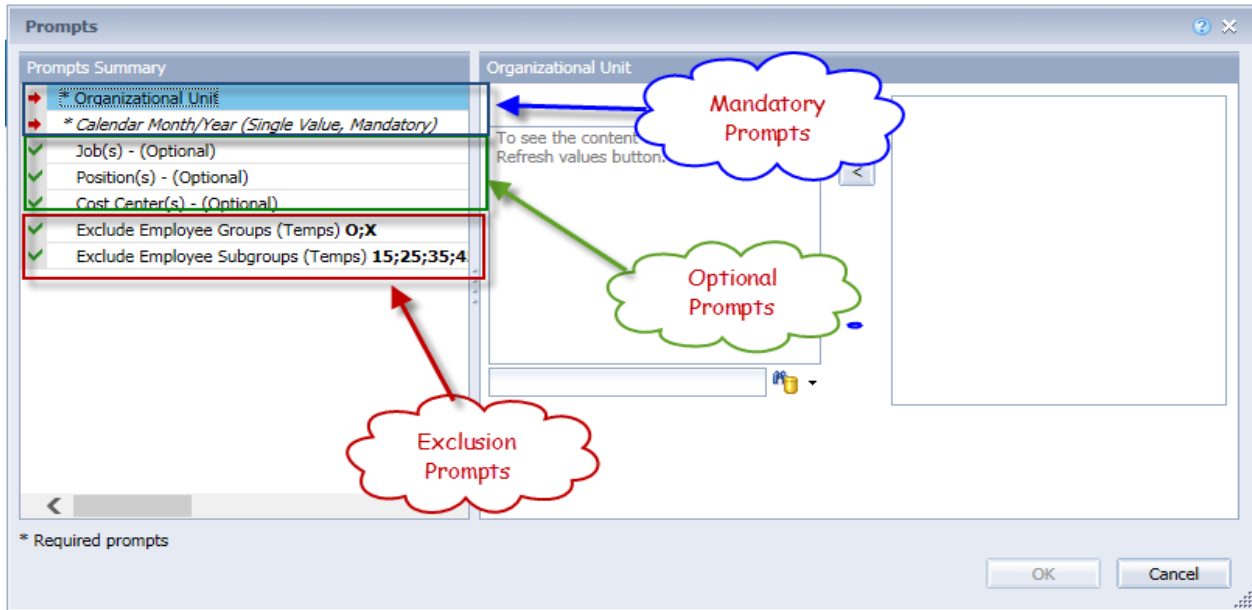 Prompts
Prompts Summary
* Organizational Unit
* Calendar Month/Year (Single Value, Mandatory)
Job(s) - (Optional)
Position(s) - (Optional)
Cost Center(s) - (Optional)
Exclude Employee Groups (Temps) O;X
Exclude Employee Subgroups (Temps) 15;25;35;4
Organizational Unit
To see the content
Refresh values button.
<
Mandatory
Prompts
Optional
Prompts
Exclusion
Prompts
* Required prompts
OK
Cancel